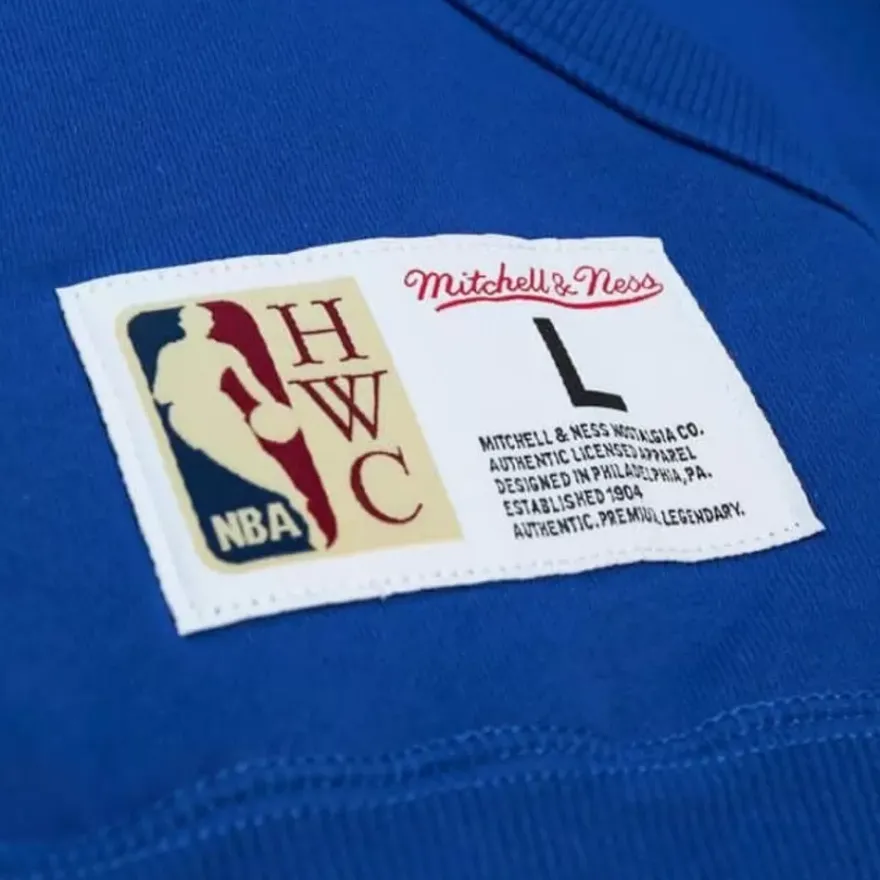 NBA
H
W
C
Mitchell & Ness
L
MITCHELL & NESS NOSTALGIA CO.
AUTHENTIC LICENSED APPAREL
DESIGNED IN PHILADELPHIA, PA.
ESTABLISHED 1904
AUTHENTIC. PREMIUM. LEGENDARY.